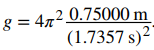 g = 4π² 0.75000 m / (1.7357 s)²